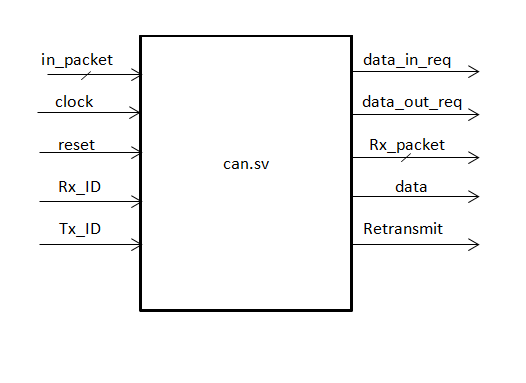 in_packet
clock
reset
Rx_ID
Tx_ID
can.sv
data_in_req
data_out_req
Rx_packet
data
Retransmit